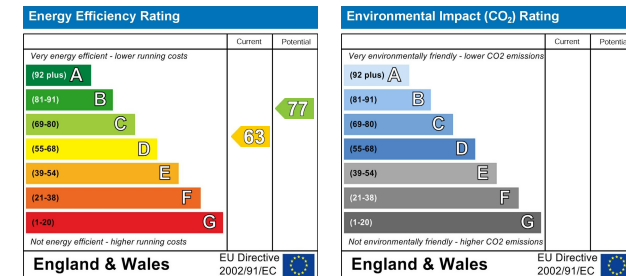 Energy Efficiency Rating
Current Potential
Very energy efficient - lower running costs
(92 plus) A
(81-91) B
(69-80) C
(55-68) D
(39-54) E
(21-38) F
(1-20) G
63
77
Not energy efficient - higher running costs
England & Wales
EU Directive
2002/91/EC
Environmental Impact (CO2) Rating
Current Potential
Very environmentally friendly - lower CO2 emissions
(92 plus) A
(81-91) B
(69-80) C
(55-68) D
(39-54) E
(21-38) F
(1-20) G
Not environmentally friendly - higher CO2 emissions
England & Wales
EU Directive
2002/91/EC